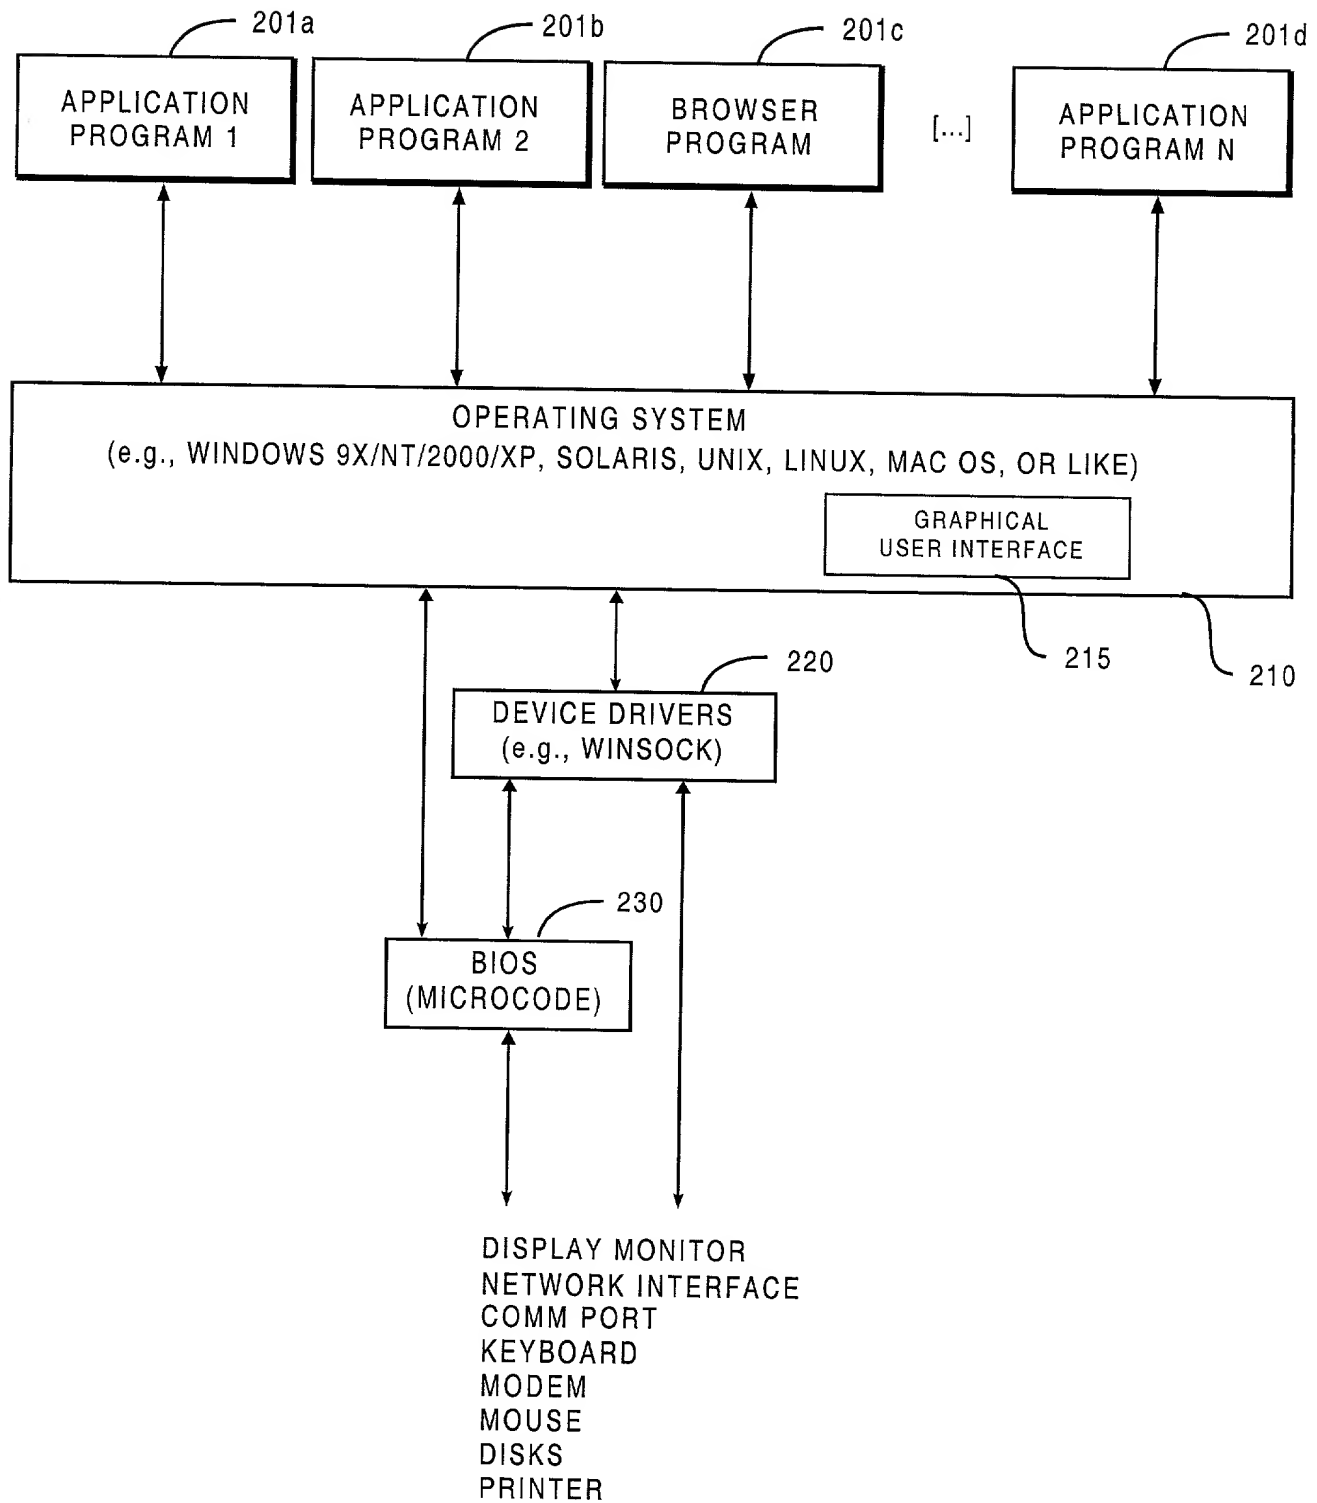 201a
201b
201c
201d
APPLICATION
PROGRAM 1
APPLICATION
PROGRAM 2
BROWSER
PROGRAM
[...]
APPLICATION
PROGRAM N
OPERATING SYSTEM
(e.g., WINDOWS 9X/NT/2000/XP, SOLARIS, UNIX, LINUX, MAC OS, OR LIKE)
GRAPHICAL
USER INTERFACE
215
210
220
DEVICE DRIVERS
(e.g., WINSOCK)
230
BIOS
(MICROCODE)
DISPLAY MONITOR
NETWORK INTERFACE
COMM PORT
KEYBOARD
MODEM
MOUSE
DISKS
PRINTER